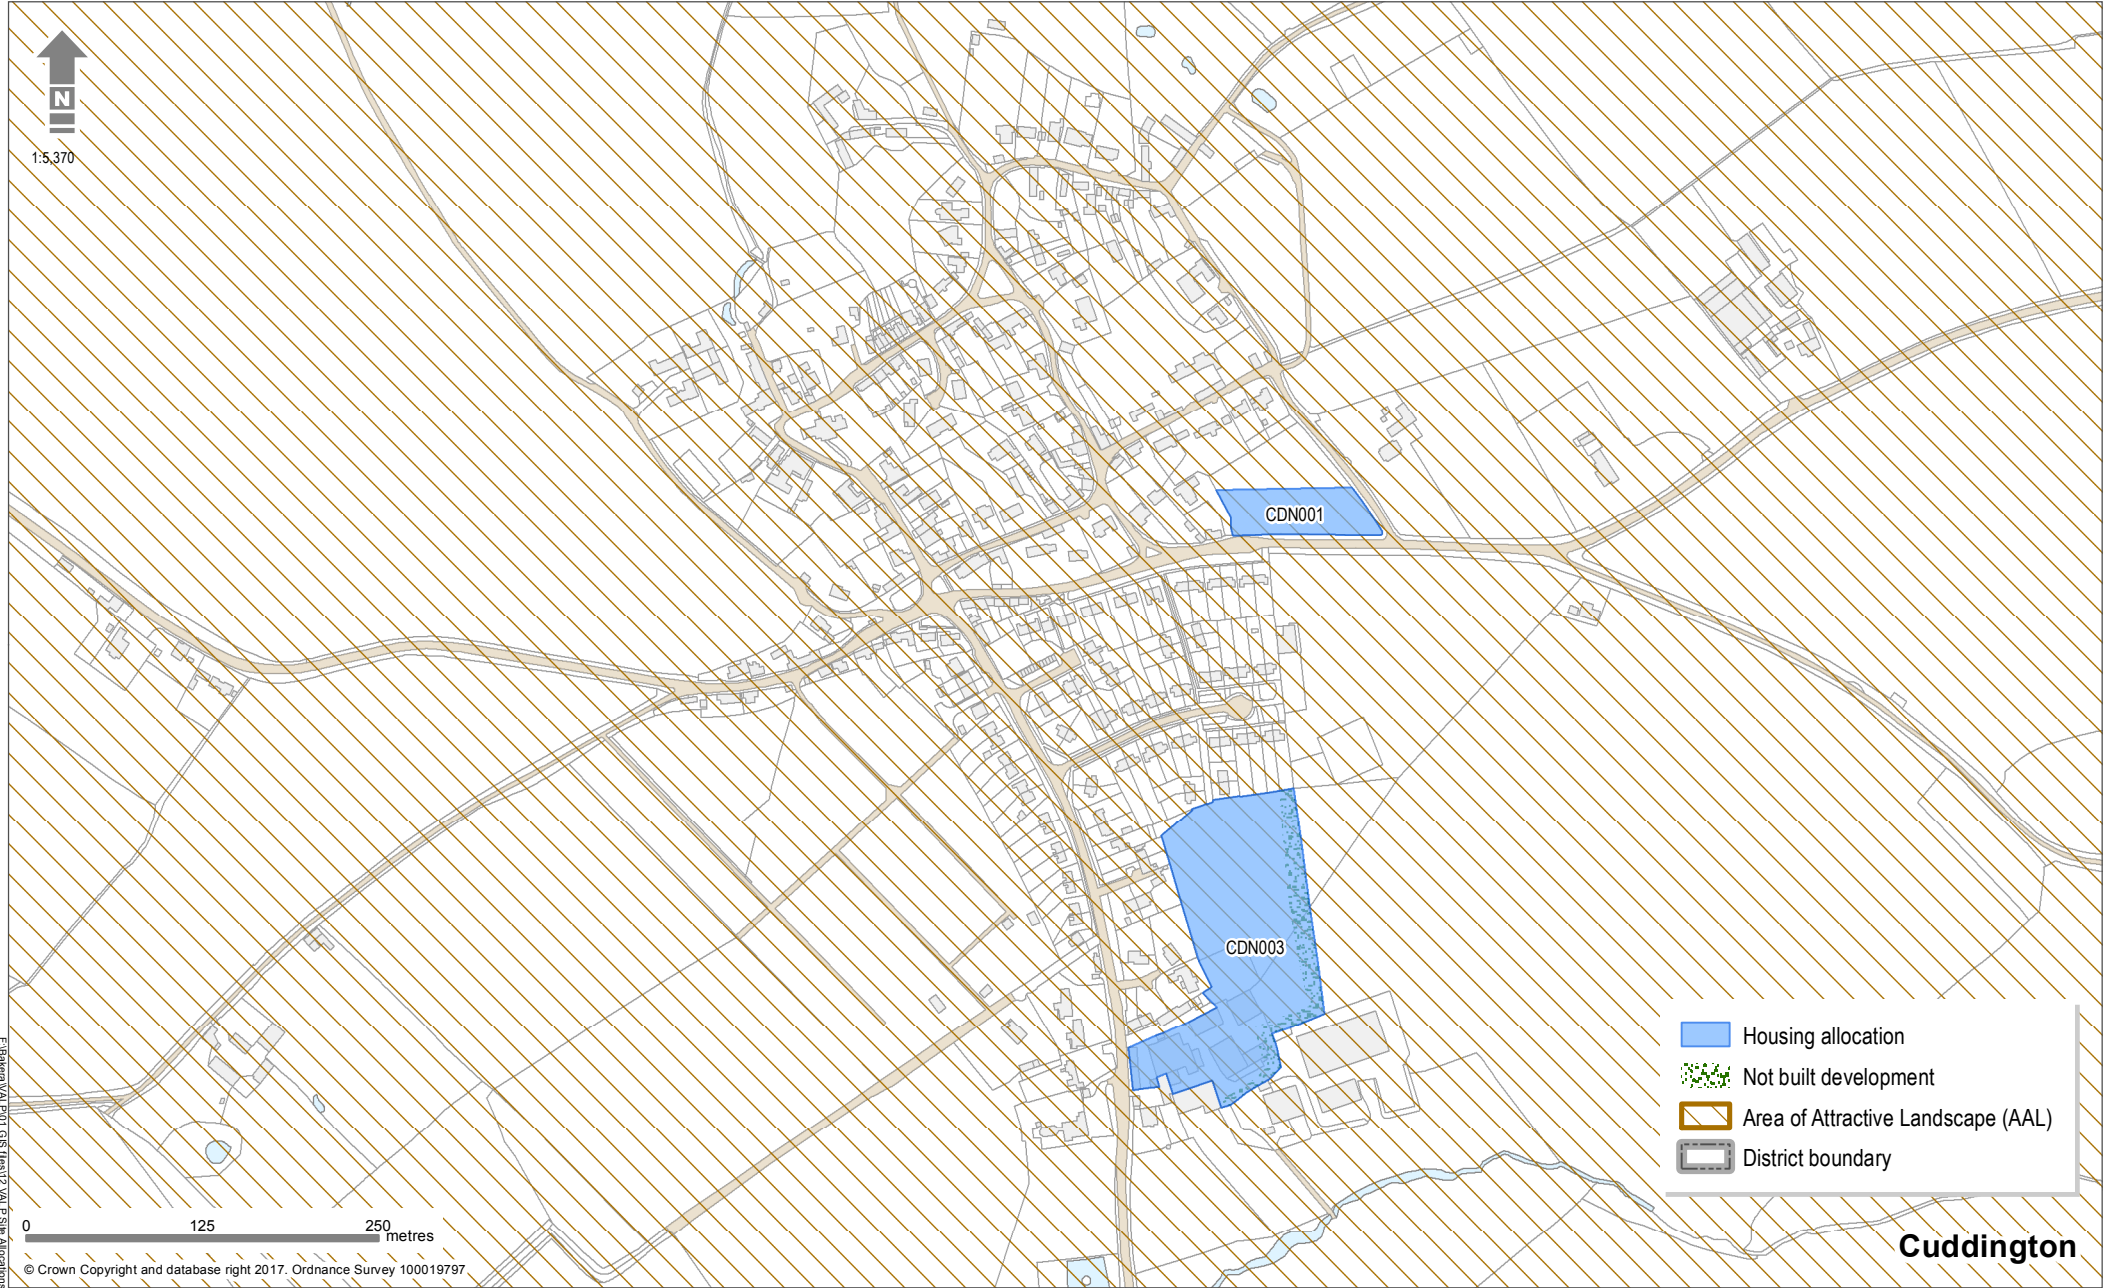 N
1:5,370
CDN001
CDN003
Housing allocation
Not built development
Area of Attractive Landscape (AAL)
District boundary
0 125 250 metres
© Crown Copyright and database right 2017. Ordnance Survey 100019797
Cuddington